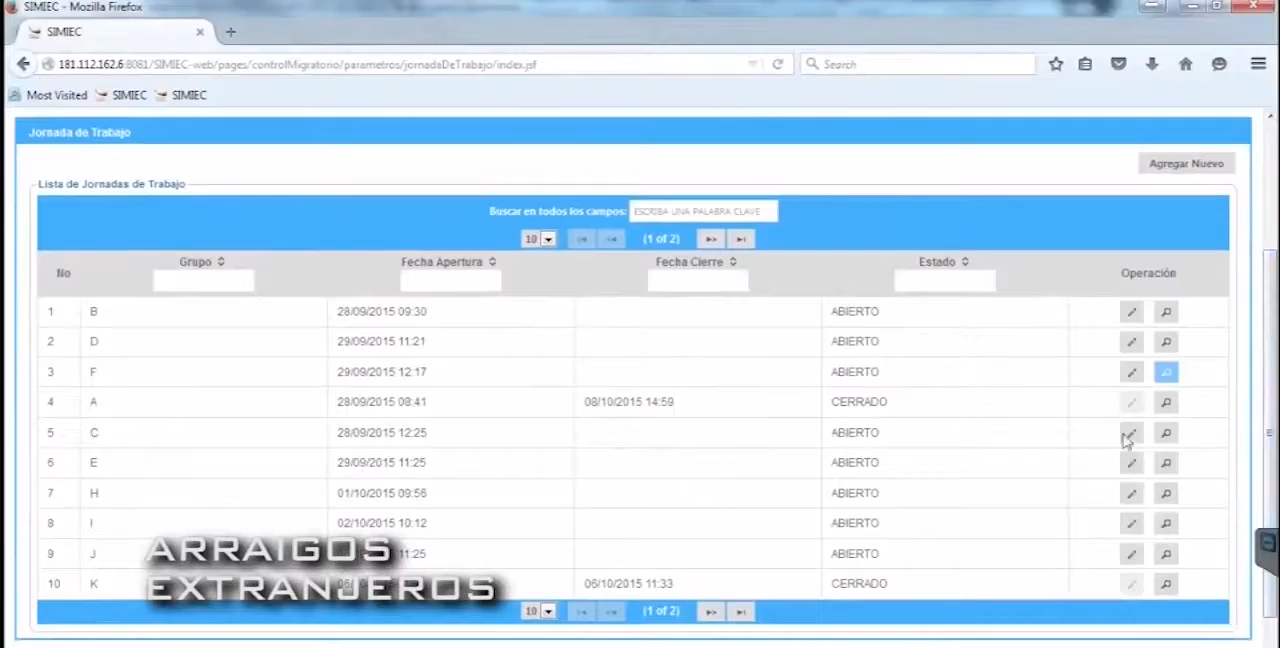 SIMIEC - Mozilla Firefox
SIMIEC
181.112.162.6:8081/SIMIEC-web/pages/controlMigratorio/parametros/jornadaDeTrabajo/index.jsf
Search
Most Visited SIMIEC SIMIEC
Jornada de Trabajo
Agregar Nuevo
Lista de Jornadas de Trabajo
Buscar en todos los campos: ESCRIBA UNA PALABRA CLAVE
10 (1 of 2)
No Grupo Fecha Apertura Fecha Cierre Estado Operación
1 B 28/09/2015 09:30 ABIERTO
2 D 29/09/2015 11:21 ABIERTO
3 F 29/09/2015 12:17 ABIERTO
4 A 28/09/2015 08:41 08/10/2015 14:59 CERRADO
5 C 28/09/2015 12:25 ABIERTO
6 E 29/09/2015 11:25 ABIERTO
7 H 01/10/2015 09:56 ABIERTO
8 I 02/10/2015 10:12 ABIERTO
9 J 11:25 ABIERTO
10 K 06/10/2015 11:33 CERRADO
ARRAIGOS
EXTRANJEROS
10 (1 of 2)